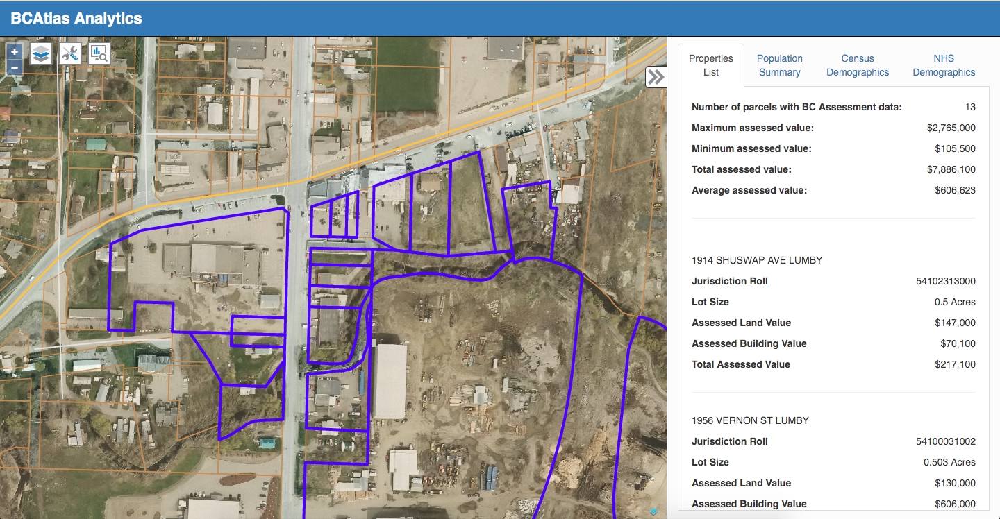 BCAtlas Analytics
+
−
Properties
List
Population
Summary
Census
Demographics
NHS
Demographics
Number of parcels with BC Assessment data: 13
Maximum assessed value: $2,765,000
Minimum assessed value: $105,500
Total assessed value: $7,886,100
Average assessed value: $606,623
1914 SHUSWAP AVE LUMBY
Jurisdiction Roll 54102313000
Lot Size 0.5 Acres
Assessed Land Value $147,000
Assessed Building Value $70,100
Total Assessed Value $217,100
1956 VERNON ST LUMBY
Jurisdiction Roll 54100031002
Lot Size 0.503 Acres
Assessed Land Value $130,000
Assessed Building Value $606,000